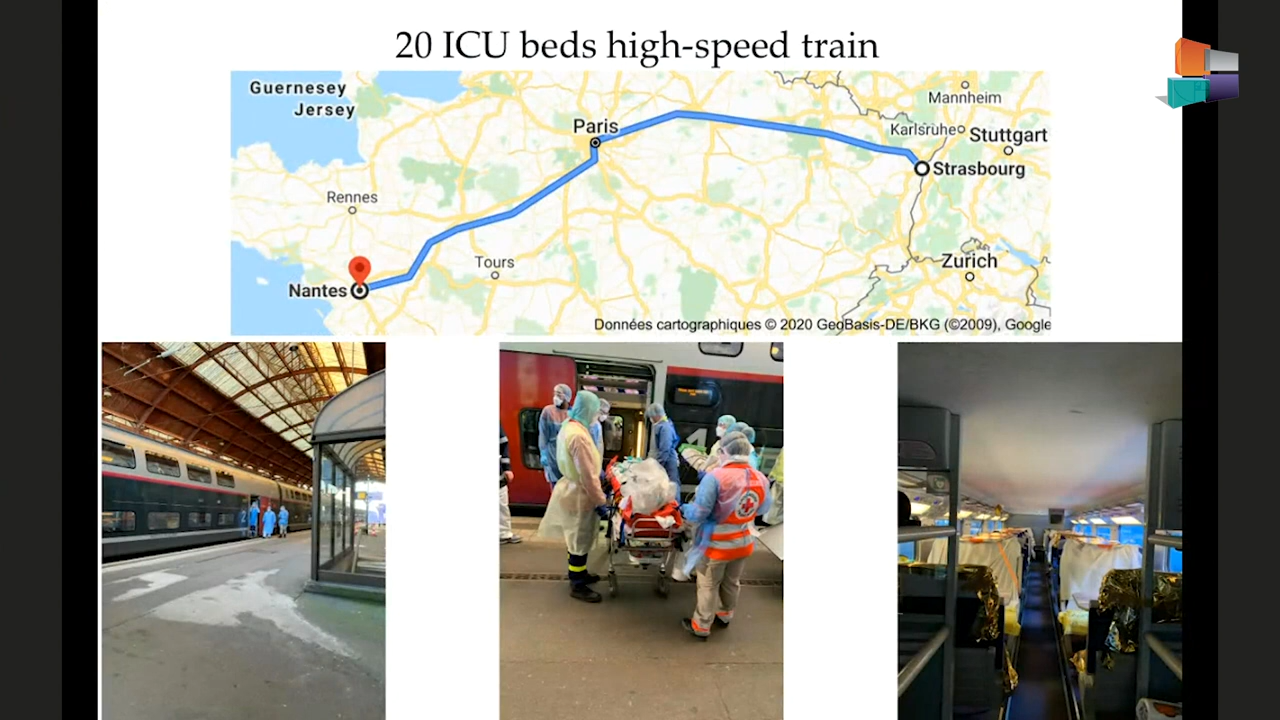 20 ICU beds high-speed train
Guernesey
Jersey
Mannheim
Paris
Karlsruhe
Stuttgart
Strasbourg
Rennes
Tours
Zurich
Nantes
Données cartographiques © 2020 GeoBasis-DE/BKG (©2009), Google